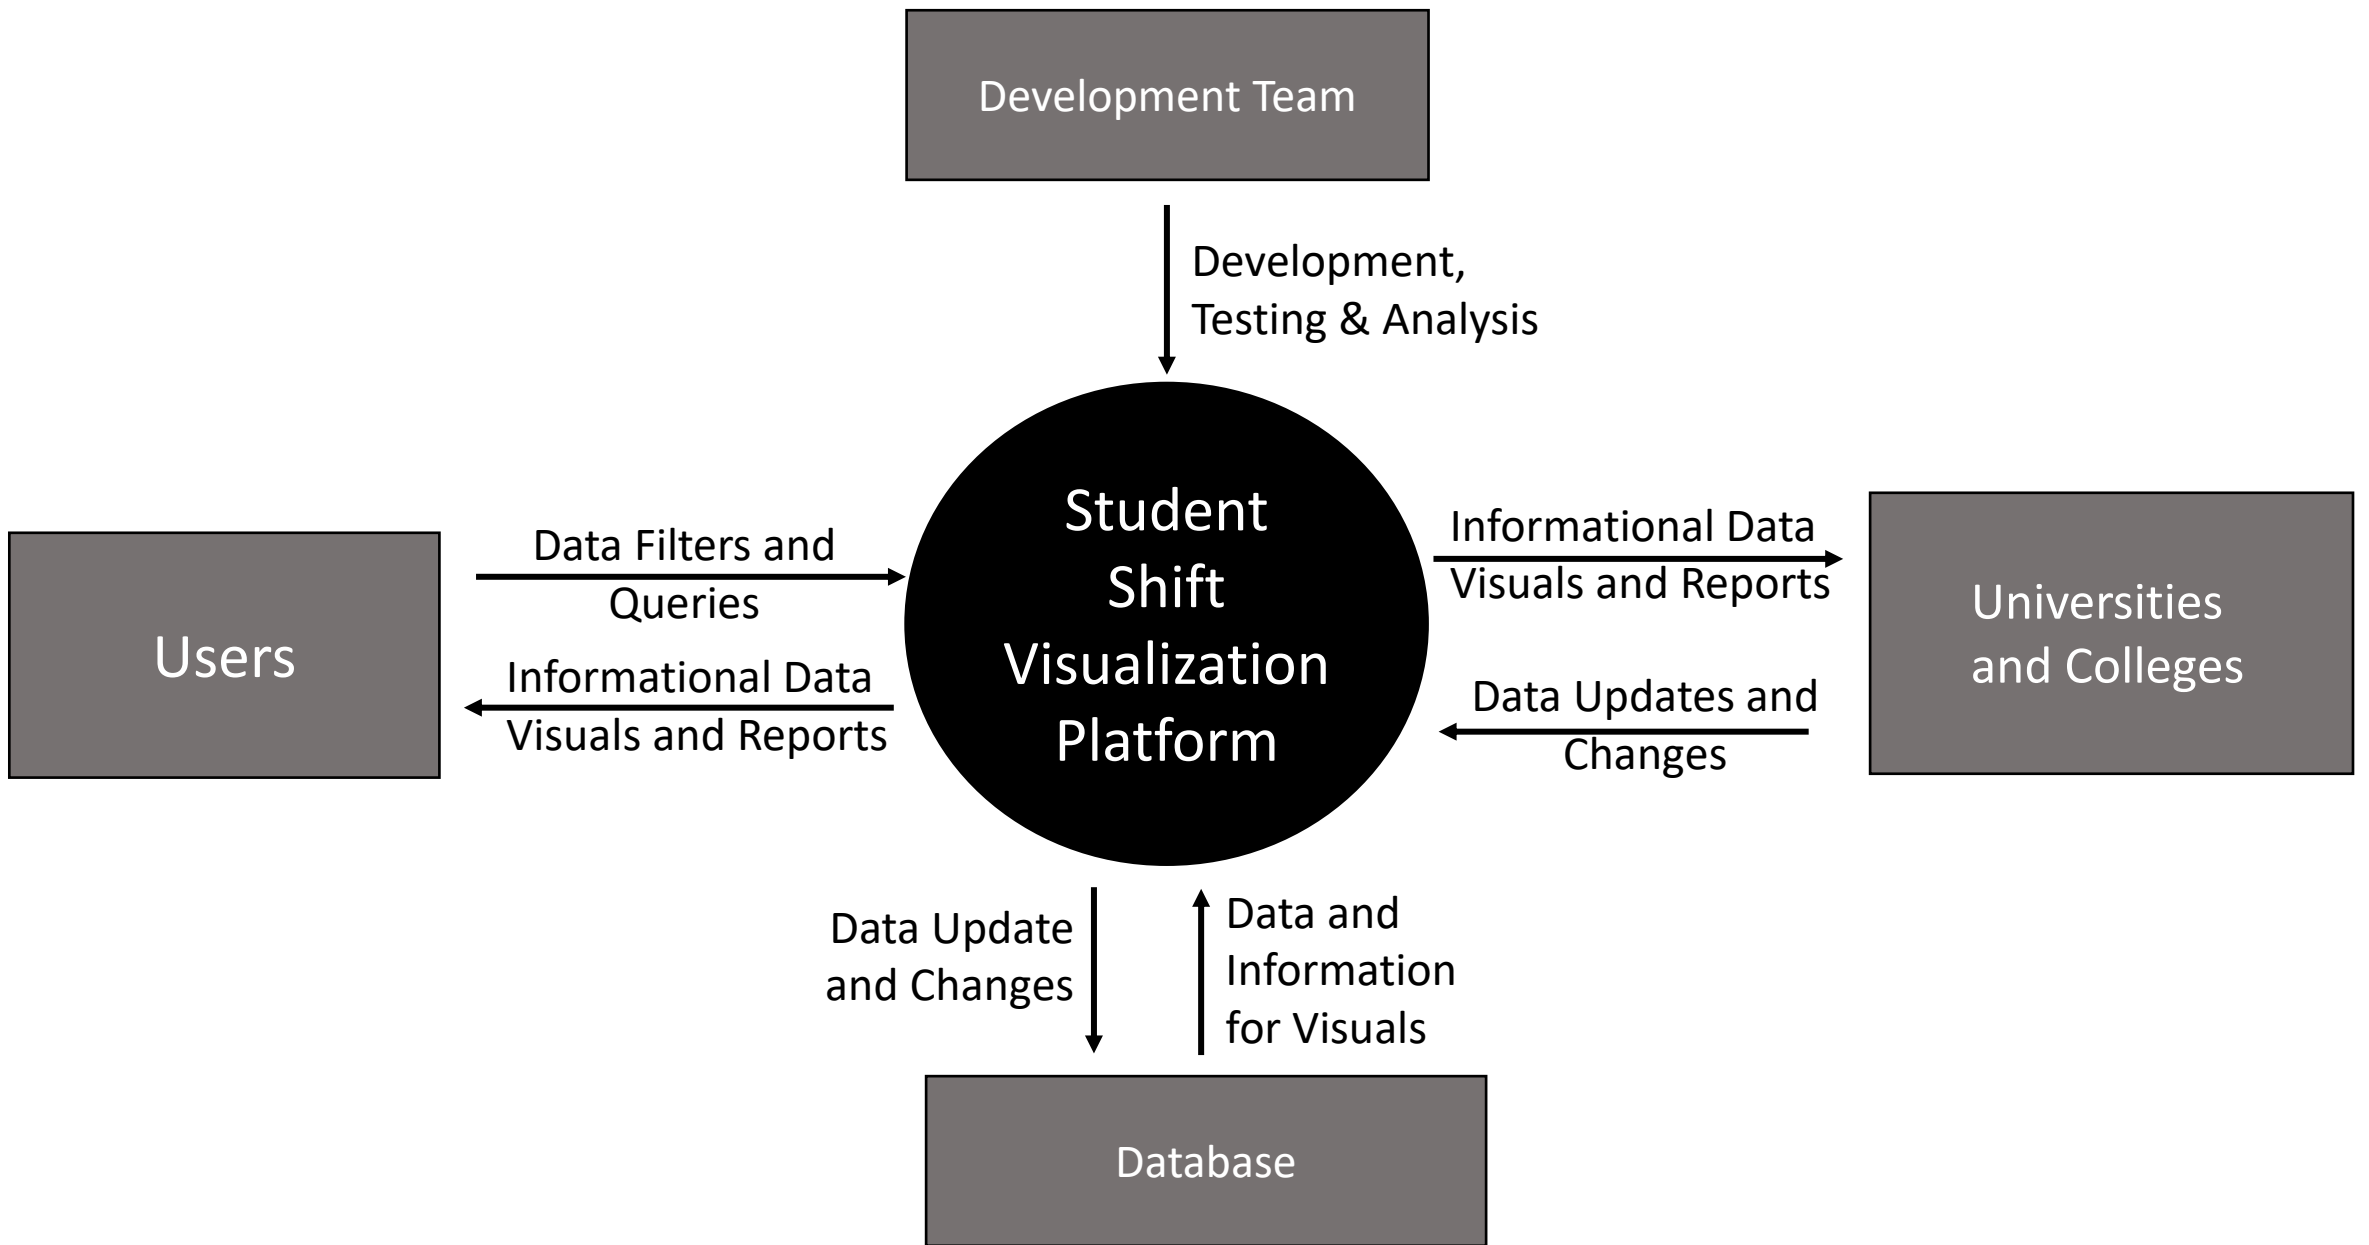 Development Team
Development,
Testing & Analysis
Student
Shift
Visualization
Platform
Users
Data Filters and
Queries
Informational Data
Visuals and Reports
Informational Data
Visuals and Reports
Data Updates and
Changes
Universities
and Colleges
Data Update
and Changes
Data and
Information
for Visuals
Database